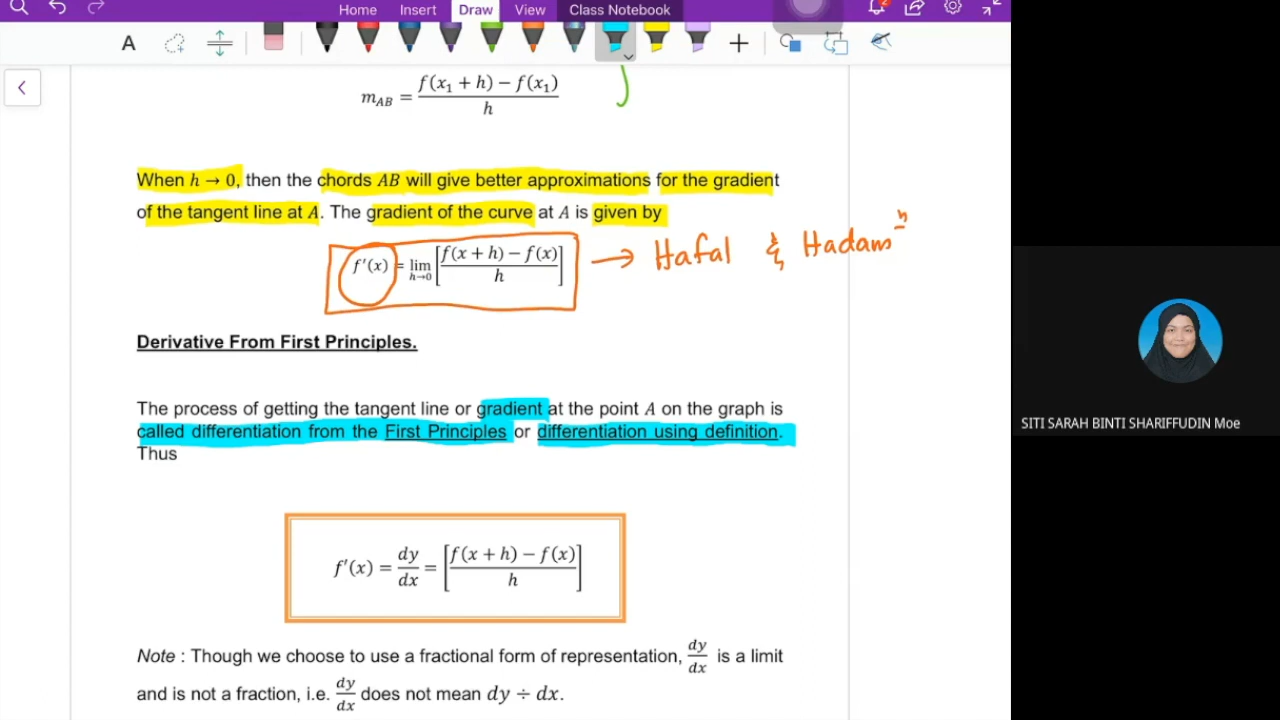 Home Insert Draw View Class Notebook
2
A
m_AB = f(x₁ + h) − f(x₁) / h
When h → 0, then the chords AB will give better approximations for the gradient
of the tangent line at A. The gradient of the curve at A is given by
f'(x) = lim h→0 [f(x + h) − f(x) / h] → Hafal & Hadam
Derivative From First Principles.
The process of getting the tangent line or gradient at the point A on the graph is
called differentiation from the First Principles or differentiation using definition.
Thus
f'(x) = dy/dx = [f(x + h) − f(x) / h]
Note : Though we choose to use a fractional form of representation, dy/dx is a limit
and is not a fraction, i.e. dy/dx does not mean dy ÷ dx.
SITI SARAH BINTI SHARIFFUDIN Moe